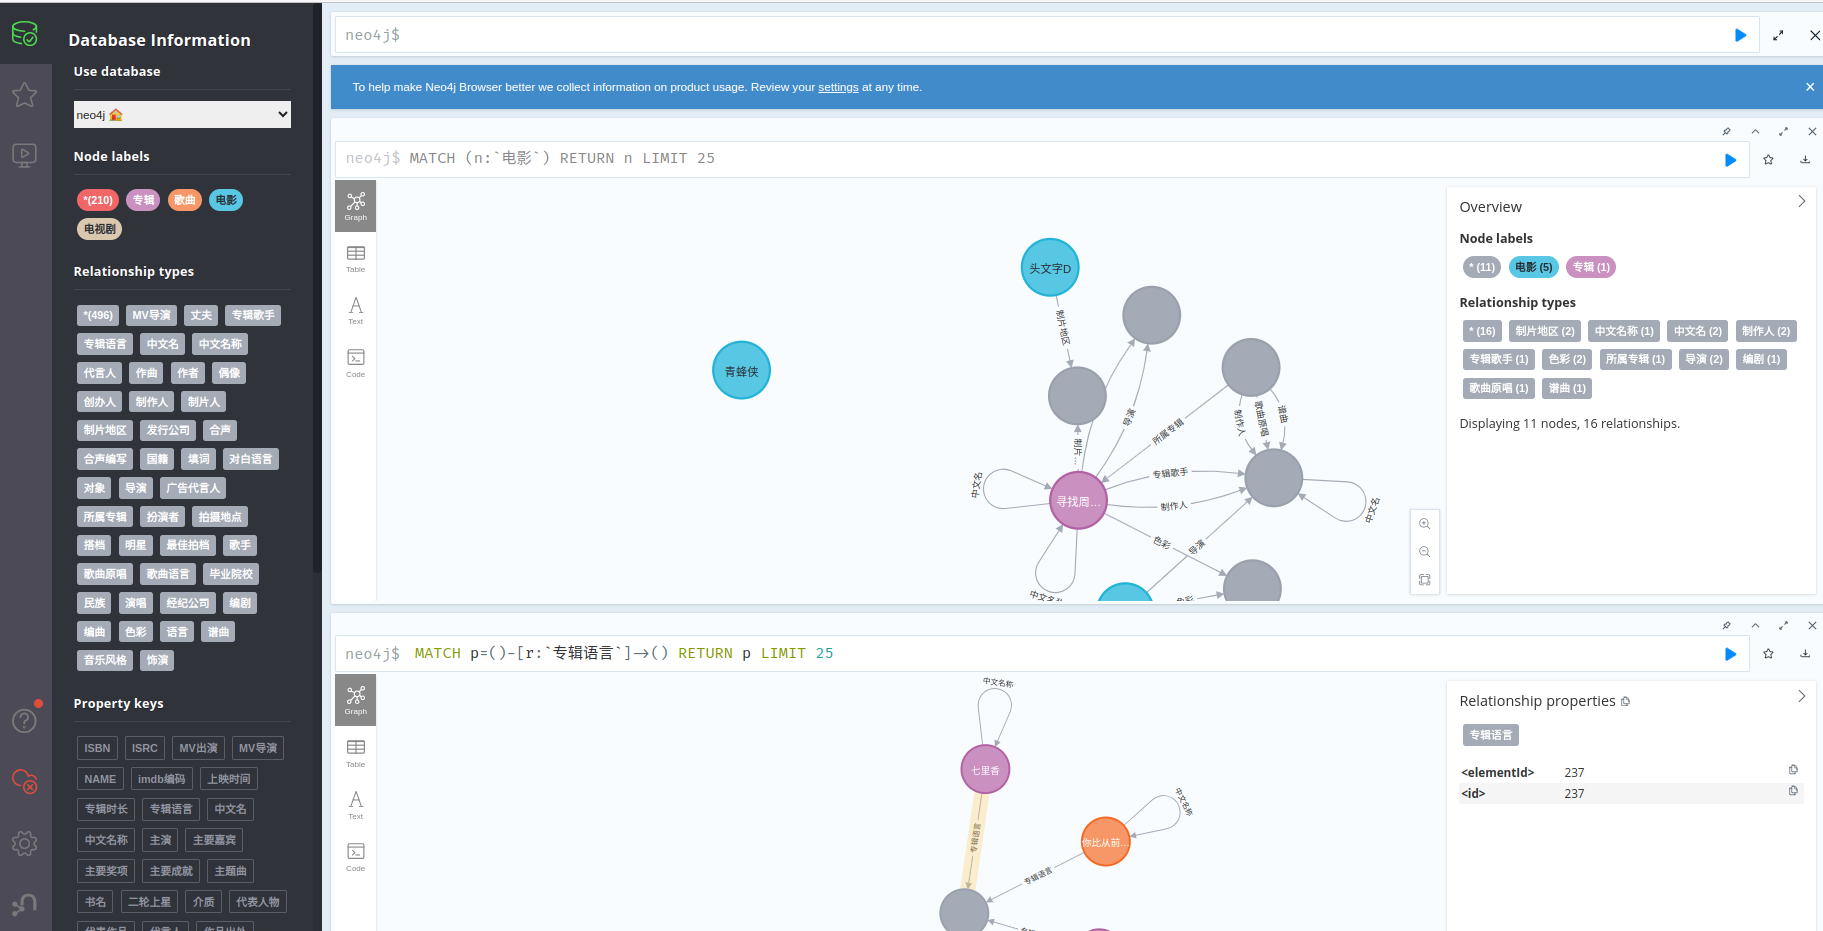 Database Information
Use database
neo4j
Node labels
*(210) 专辑 歌曲 电影
电视剧
Relationship types
*(496) MV导演 丈夫 专辑歌手
专辑语言 中文名 中文名称
代言人 作曲 作者 偶像
创办人 制作人 制片人
制片地区 发行公司 合声
合声编写 国籍 填词 对白语言
对象 导演 广告代言人
所属专辑 扮演者 拍摄地点
搭档 明星 最佳拍档 歌手
歌曲原唱 歌曲语言 毕业院校
民族 演唱 经纪公司 编剧
编曲 色彩 语言 谱曲
音乐风格 饰演
Property keys
ISBN ISRC MV出演 MV导演
NAME imdb编码 上映时间
专辑时长 专辑语言 中文名
中文名称 主演 主要嘉宾
主要奖项 主要成就 主题曲
书名 二轮上星 介质 代表人物
代表作品 代言人 作品出处
neo4j$
To help make Neo4j Browser better we collect information on product usage. Review your settings at any time.
neo4j$ MATCH (n:`电影`) RETURN n LIMIT 25
Graph
Table
Text
Code
头文字D
青蜂侠
制片地区
导演
制片...
所属专辑
制作人
歌曲原唱
谱曲
中文名
寻找周...
专辑歌手
制作人
中文名
色彩
导演
中文名称
色彩
Overview
Node labels
* (11) 电影 (5) 专辑 (1)
Relationship types
* (16) 制片地区 (2) 中文名称 (1) 中文名 (2) 制作人 (2)
专辑歌手 (1) 色彩 (2) 所属专辑 (1) 导演 (2) 编剧 (1)
歌曲原唱 (1) 谱曲 (1)
Displaying 11 nodes, 16 relationships.
neo4j$ MATCH p=()-[r:`专辑语言`]->() RETURN p LIMIT 25
Graph
Table
Text
Code
中文名称
七里香
专辑语言
中文名称
你比从前...
专辑语言
Relationship properties
专辑语言
<elementId> 237
<id> 237